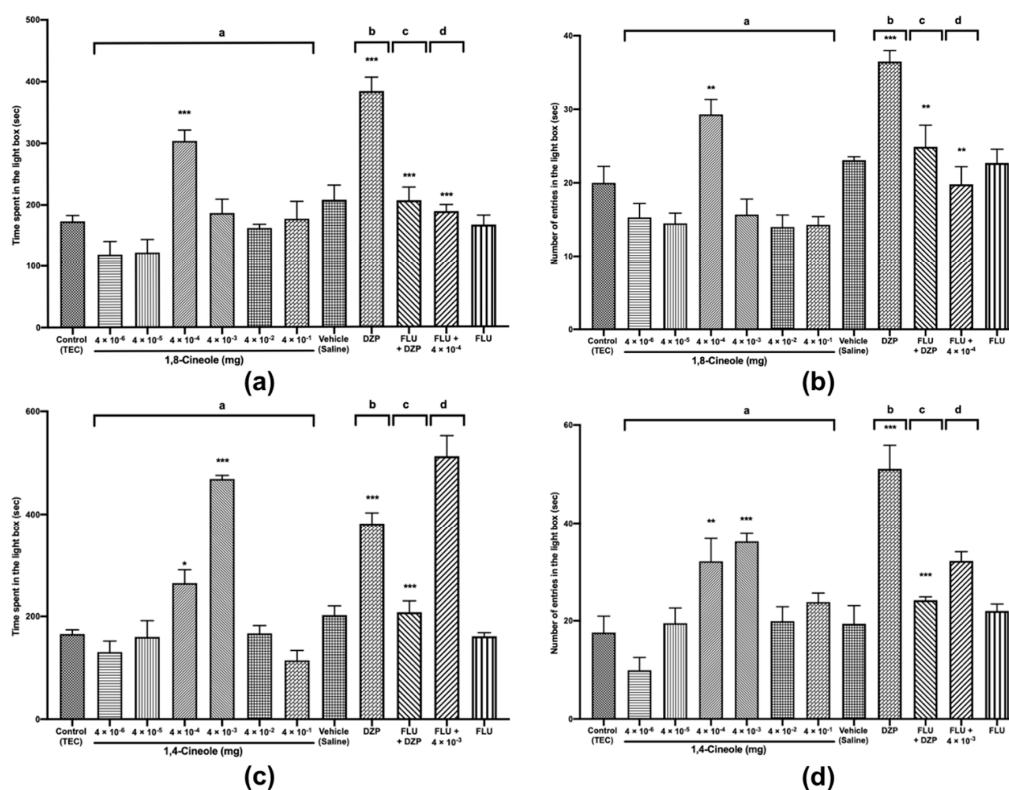 a
b
c
d
Time spent in the light box (sec)
500
400
300
200
100
0
***
***
***
***
Control
(TEC)
4 × 10⁻⁶
4 × 10⁻⁵
4 × 10⁻⁴
4 × 10⁻³
4 × 10⁻²
4 × 10⁻¹
Vehicle
(Saline)
DZP
FLU
+ DZP
FLU +
4 × 10⁻⁴
FLU
1,8-Cineole (mg)
(a)
a
b
c
d
Number of entries in the light box (sec)
40
30
20
10
0
**
***
**
**
Control
(TEC)
4 × 10⁻⁶
4 × 10⁻⁵
4 × 10⁻⁴
4 × 10⁻³
4 × 10⁻²
4 × 10⁻¹
Vehicle
(Saline)
DZP
FLU
+ DZP
FLU +
4 × 10⁻⁴
FLU
1,8-Cineole (mg)
(b)
a
b
c
d
Time spent in the light box (sec)
600
400
200
0
*
***
***
***
Control
(TEC)
4 × 10⁻⁶
4 × 10⁻⁵
4 × 10⁻⁴
4 × 10⁻³
4 × 10⁻²
4 × 10⁻¹
Vehicle
(Saline)
DZP
FLU
+ DZP
FLU +
4 × 10⁻³
FLU
1,4-Cineole (mg)
(c)
a
b
c
d
Number of entries in the light box (sec)
60
40
20
0
**
***
***
***
Control
(TEC)
4 × 10⁻⁶
4 × 10⁻⁵
4 × 10⁻⁴
4 × 10⁻³
4 × 10⁻²
4 × 10⁻¹
Vehicle
(Saline)
DZP
FLU
+ DZP
FLU +
4 × 10⁻³
FLU
1,4-Cineole (mg)
(d)